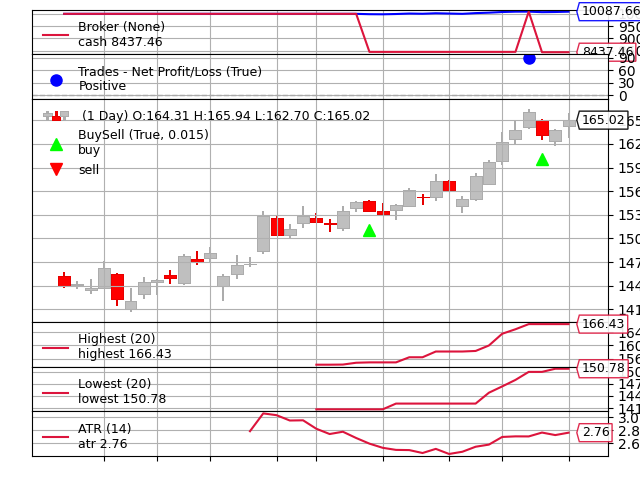 Broker (None)
cash 8437.46
10087.66
950
900
8437.46
Trades - Net Profit/Loss (True)
Positive
90
60
30
0
(1 Day) O:164.31 H:165.94 L:162.70 C:165.02
BuySell (True, 0.015)
buy
sell
165.02
162
159
156
153
150
147
144
141
Highest (20)
highest 166.43
166.43
164
160
156
Lowest (20)
lowest 150.78
150.78
150
147
144
141
ATR (14)
atr 2.76
3.0
2.8
2.76
2.6